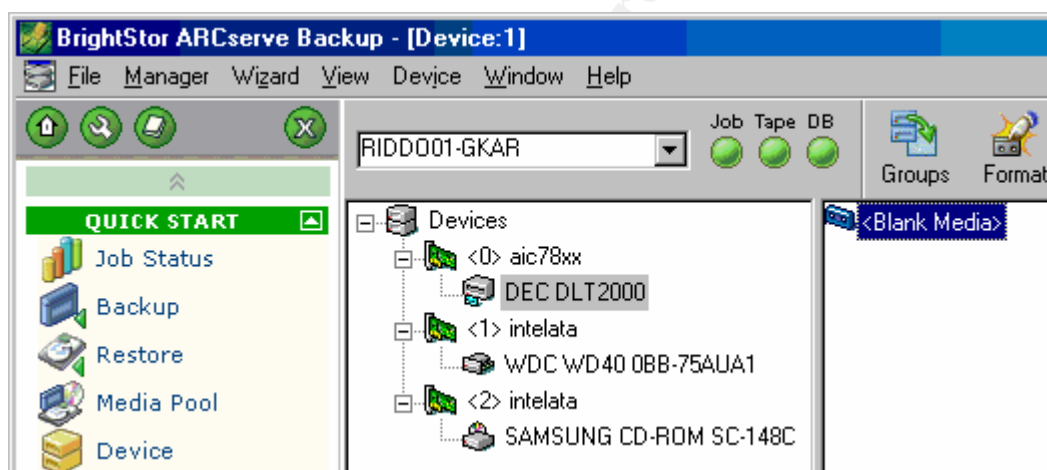 BrightStor ARCserve Backup - [Device:1]
File Manager Wizard View Device Window Help
RIDDO01-GKAR
Job Tape DB
Groups Format
QUICK START
Job Status
Backup
Restore
Media Pool
Device
Devices
<0> aic78xx
DEC DLT2000
<1> intelata
WDC WD40 0BB-75AUA1
<2> intelata
SAMSUNG CD-ROM SC-148C
<Blank Media>